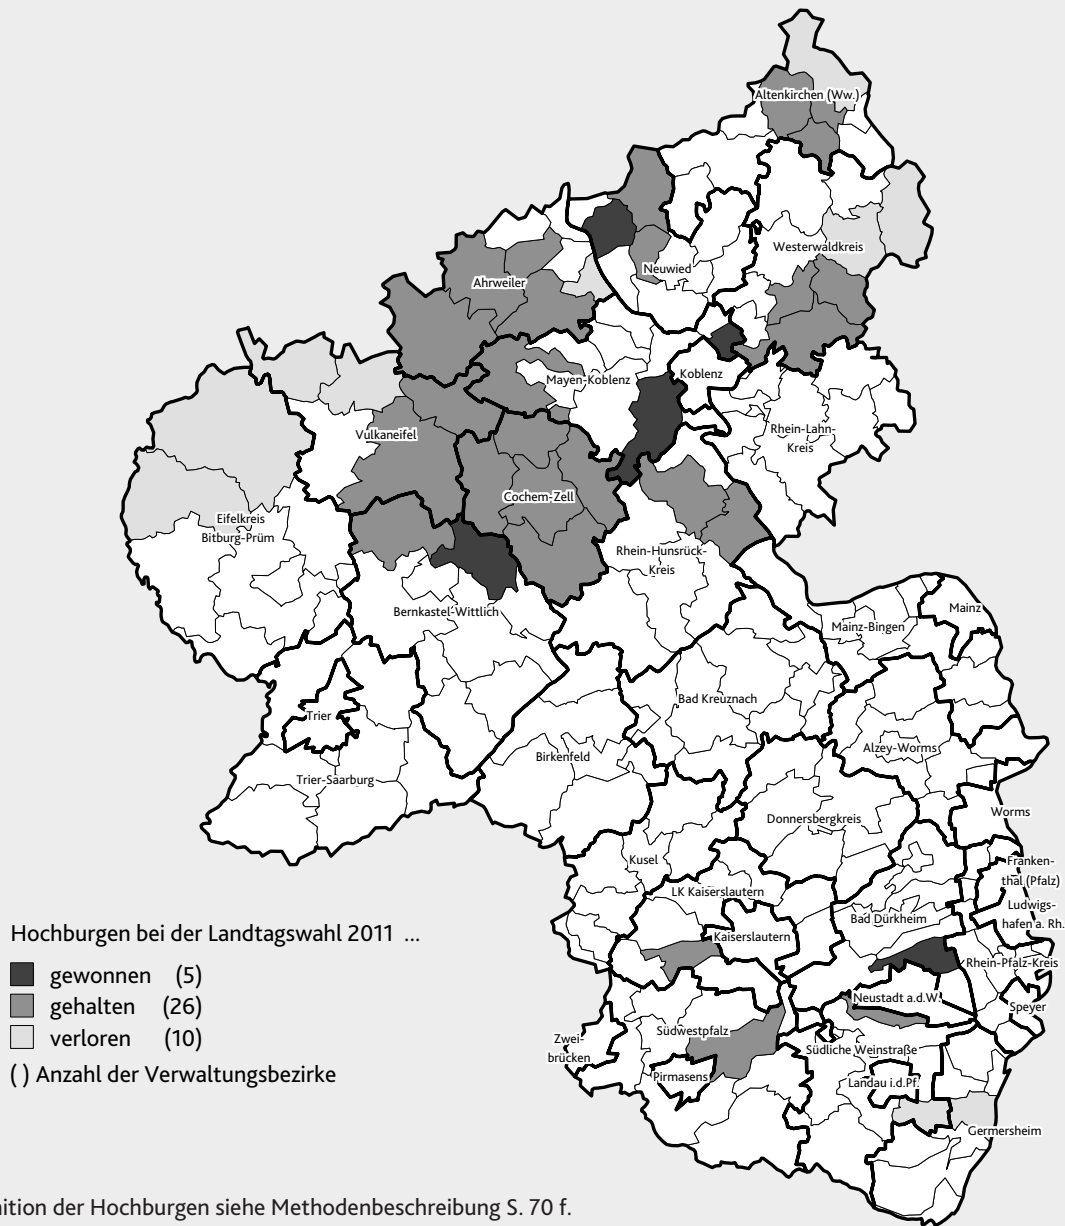 Altenkirchen (Ww.)
Westerwaldkreis
Neuwied
Ahrweiler
Mayen-Koblenz
Koblenz
Rhein-Lahn-
Kreis
Vulkaneifel
Cochem-Zell
Eifelkreis
Bitburg-Prüm
Rhein-Hunsrück-
Kreis
Bernkastel-Wittlich
Mainz
Mainz-Bingen
Bad Kreuznach
Trier
Alzey-Worms
Birkenfeld
Trier-Saarburg
Donnersbergkreis
Worms
Kusel
Franken-
thal (Pfalz)
LK Kaiserslautern
Ludwigs-
hafen a. Rh.
Bad Dürkheim
Kaiserslautern
Rhein-Pfalz-Kreis
Neustadt a.d.W.
Speyer
Südwestpfalz
Zwei-
brücken
Südliche Weinstraße
Pirmasens
Landau i.d.Pf.
Germersheim
Hochburgen bei der Landtagswahl 2011 ...
gewonnen (5)
gehalten (26)
verloren (10)
( ) Anzahl der Verwaltungsbezirke
nition der Hochburgen siehe Methodenbeschreibung S. 70 f.